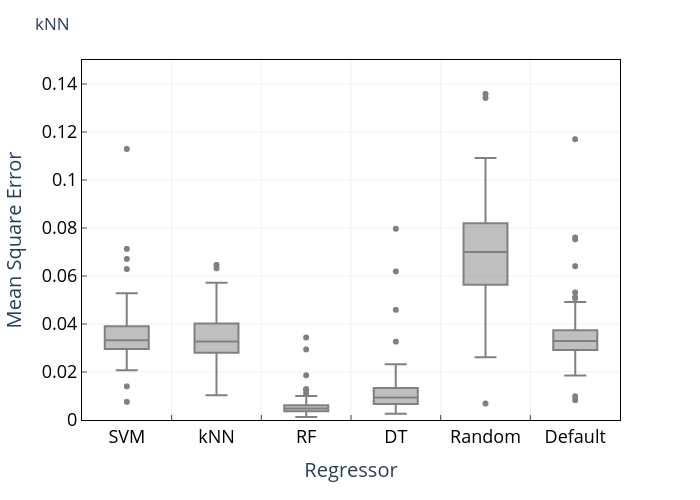 kNN
Mean Square Error
0.14
0.12
0.1
0.08
0.06
0.04
0.02
0
SVM kNN RF DT Random Default
Regressor